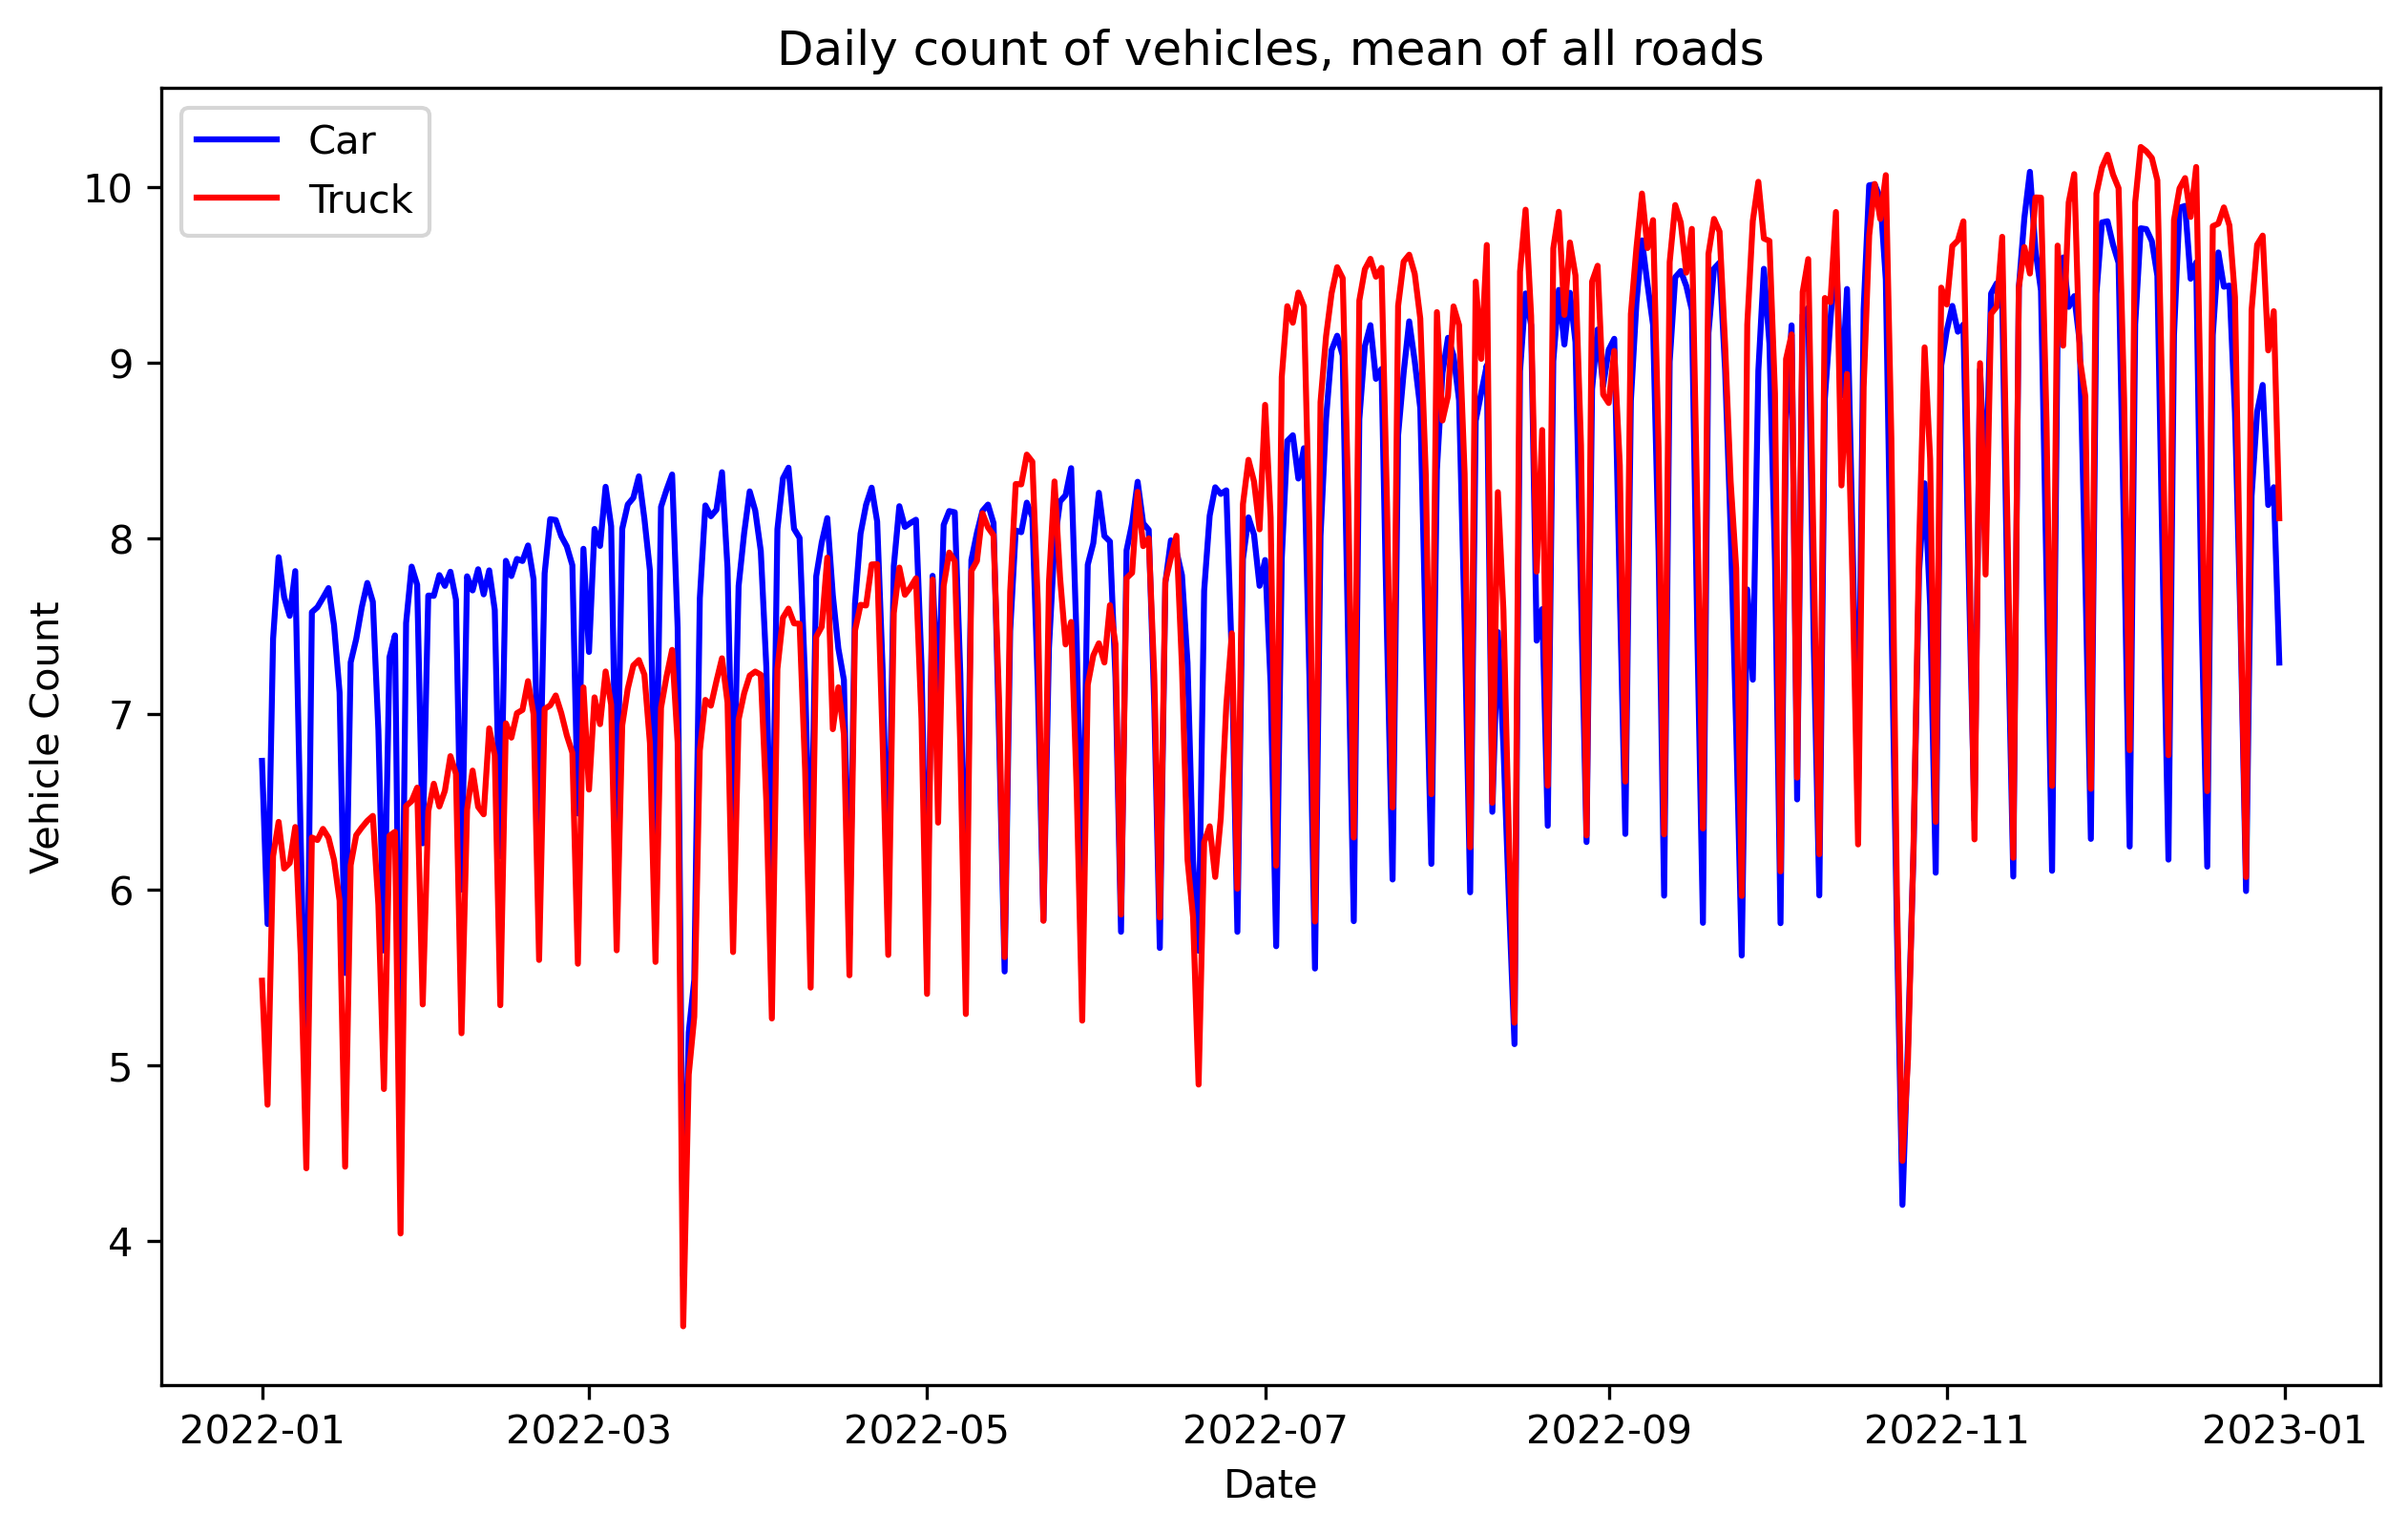 Daily count of vehicles, mean of all roads
Car
Truck
10
9
8
7
6
5
4
Vehicle Count
2022-01
2022-03
2022-05
2022-07
2022-09
2022-11
2023-01
Date